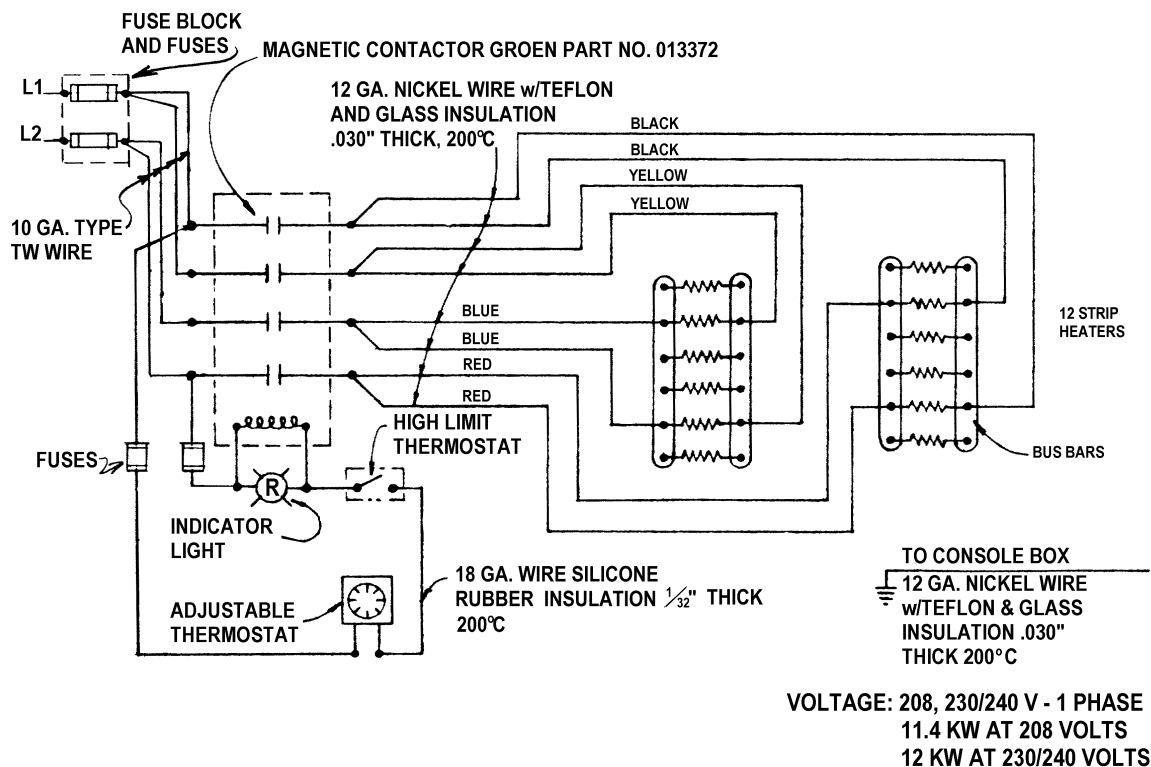 FUSE BLOCK
AND FUSES
MAGNETIC CONTACTOR GROEN PART NO. 013372
L1
12 GA. NICKEL WIRE w/TEFLON
AND GLASS INSULATION
.030" THICK, 200°C
L2
BLACK
BLACK
YELLOW
YELLOW
10 GA. TYPE
TW WIRE
BLUE
BLUE
RED
RED
12 STRIP
HEATERS
HIGH LIMIT
THERMOSTAT
FUSES
BUS BARS
R
INDICATOR
LIGHT
TO CONSOLE BOX
12 GA. NICKEL WIRE
w/TEFLON & GLASS
INSULATION .030"
THICK 200°C
18 GA. WIRE SILICONE
RUBBER INSULATION 1/32" THICK
200°C
ADJUSTABLE
THERMOSTAT
VOLTAGE: 208, 230/240 V - 1 PHASE
11.4 KW AT 208 VOLTS
12 KW AT 230/240 VOLTS